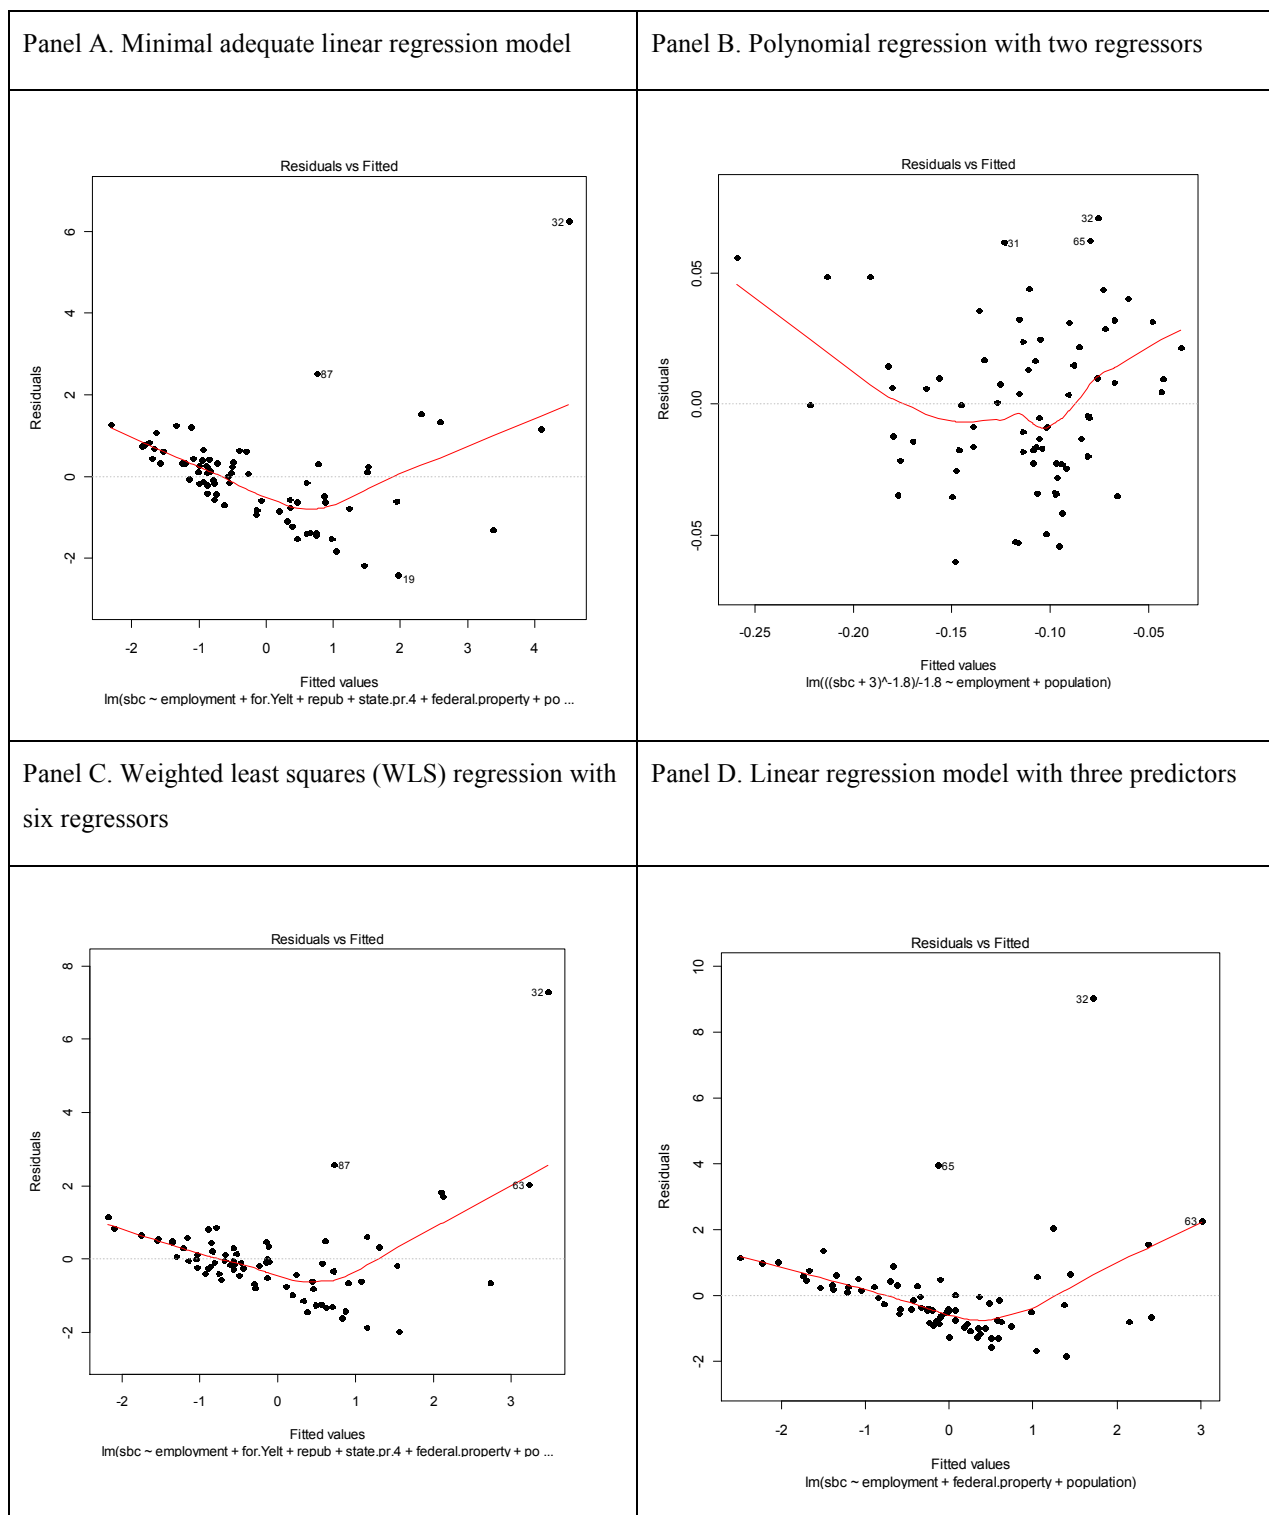 Panel A. Minimal adequate linear regression model
Panel B. Polynomial regression with two regressors
Residuals vs Fitted
32
87
19
6
4
2
0
-2
Residuals
-2 -1 0 1 2 3 4
Fitted values
lm(sbc ~ employment + for.Yelt + repub + state.pr.4 + federal.property + po ...
Residuals vs Fitted
32
31
65
0.05
0.00
-0.05
Residuals
-0.25 -0.20 -0.15 -0.10 -0.05
Fitted values
lm(((sbc + 3)^-1.8)/-1.8 ~ employment + population)
Panel C. Weighted least squares (WLS) regression with
six regressors
Panel D. Linear regression model with three predictors
Residuals vs Fitted
32
87
63
8
6
4
2
0
-2
Residuals
-2 -1 0 1 2 3
Fitted values
lm(sbc ~ employment + for.Yelt + repub + state.pr.4 + federal.property + po ...
Residuals vs Fitted
32
65
63
10
8
6
4
2
0
-2
Residuals
-2 -1 0 1 2 3
Fitted values
lm(sbc ~ employment + federal.property + population)